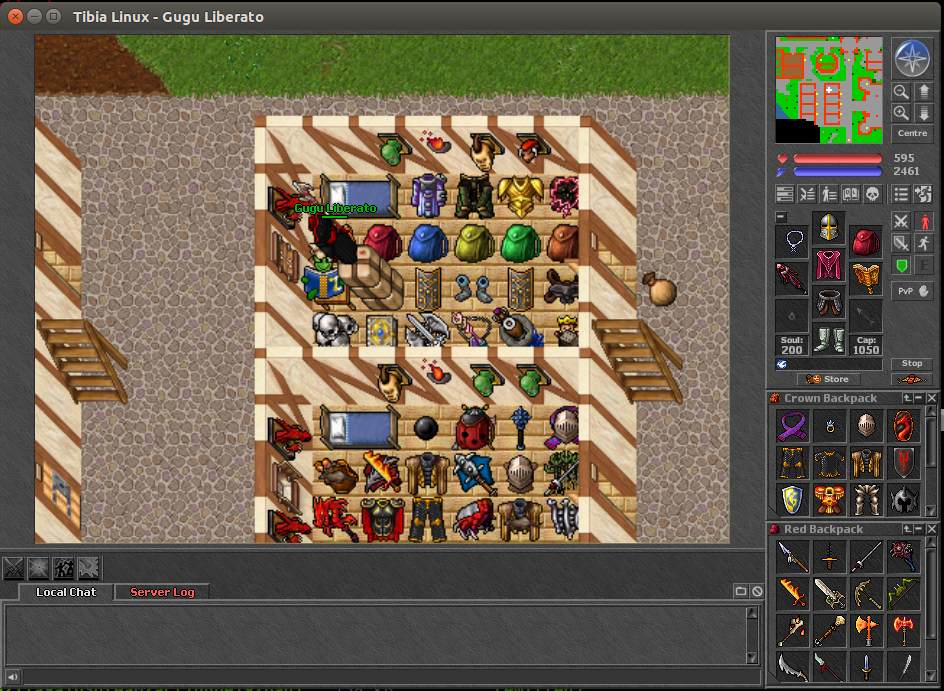 Tibia Linux - Gugu Liberato
Gugu Liberato
Centre
595
2461
PvP
Soul:
200
Cap:
1050
Stop
Store
Crown Backpack
Red Backpack
Local Chat
Server Log